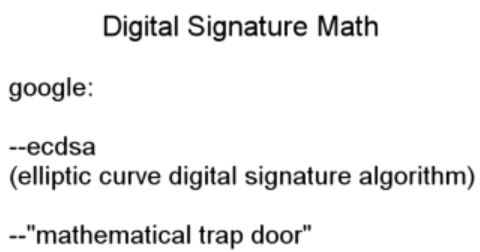 Digital Signature Math
google:
--ecdsa
(elliptic curve digital signature algorithm)
--"mathematical trap door"